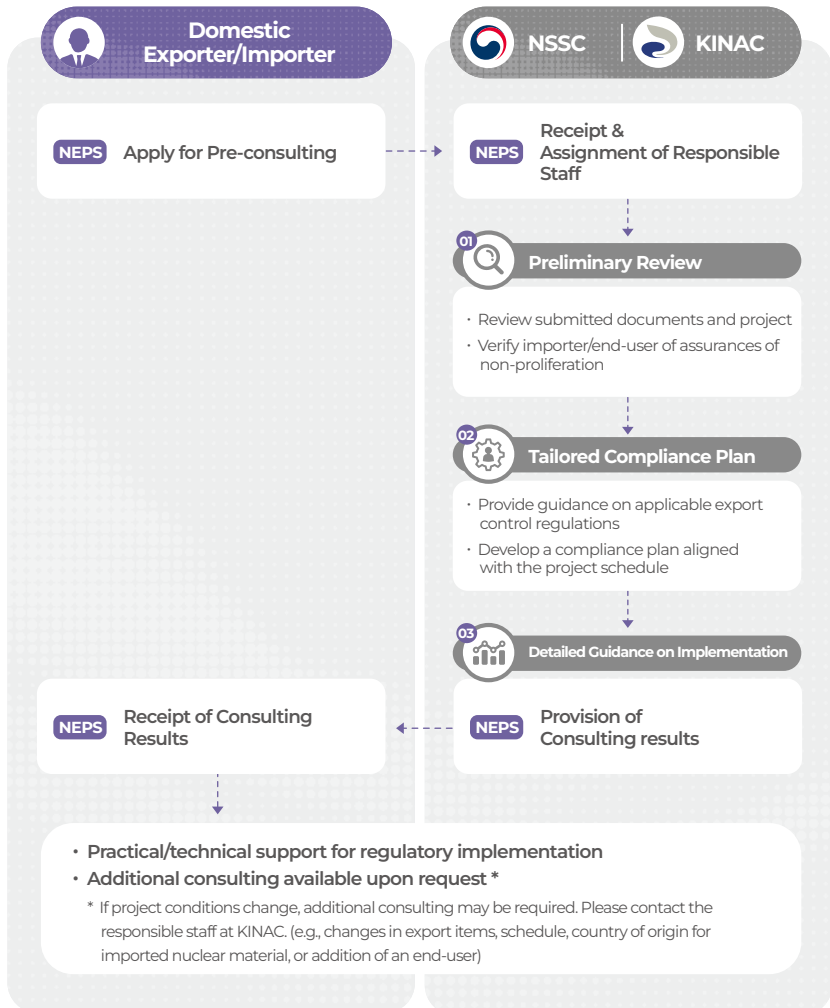 Domestic
Exporter/Importer
NSSC
KINAC
NEPS
Apply for Pre-consulting
NEPS
Receipt &
Assignment of Responsible
Staff
01
Preliminary Review
· Review submitted documents and project
· Verify importer/end-user of assurances of
non-proliferation
02
Tailored Compliance Plan
· Provide guidance on applicable export
control regulations
· Develop a compliance plan aligned
with the project schedule
03
Detailed Guidance on Implementation
NEPS
Provision of
Consulting results
NEPS
Receipt of Consulting
Results
· Practical/technical support for regulatory implementation
· Additional consulting available upon request *
* If project conditions change, additional consulting may be required. Please contact the
responsible staff at KINAC. (e.g., changes in export items, schedule, country of origin for
imported nuclear material, or addition of an end-user)